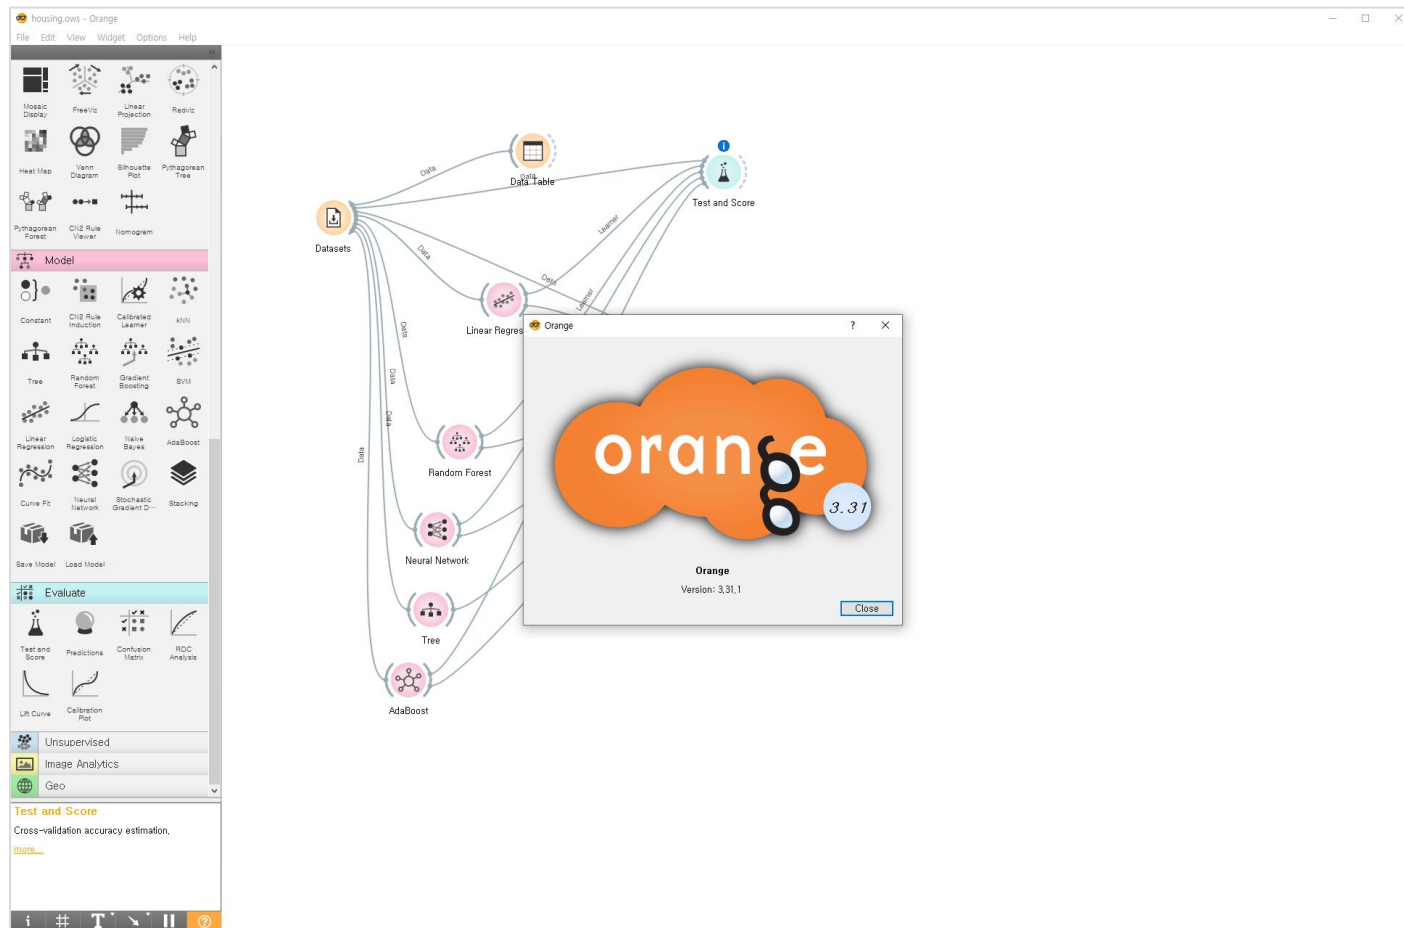 housing.ows - Orange
File Edit View Widget Options Help
Mosaic Display
FreeViz
Linear Projection
Radviz
Heat Map
Venn Diagram
Silhouette Plot
Pythagorean Tree
Pythagorean Forest
CN2 Rule Viewer
Nomogram
Model
Constant
CN2 Rule Induction
Calibrated Learner
kNN
Tree
Random Forest
Gradient Boosting
SVM
Linear Regression
Logistic Regression
Naive Bayes
AdaBoost
Curve Fit
Neural Network
Stochastic Gradient D...
Stacking
Save Model
Load Model
Evaluate
Test and Score
Predictions
Confusion Matrix
ROC Analysis
Lift Curve
Calibration Plot
Unsupervised
Image Analytics
Geo
Test and Score
Cross-validation accuracy estimation.
more...
Datasets
Data
Data
Data Table
Test and Score
Learner
Data
Data
Learner
Linear Regres
Data
Data
Data
Data
Random Forest
Neural Network
Tree
AdaBoost
Orange
orange
3.31
Orange
Version: 3.31.1
Close